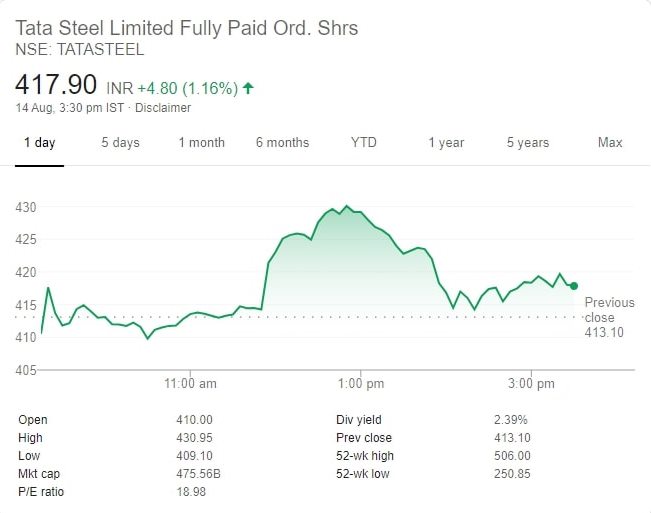 Tata Steel Limited Fully Paid Ord. Shrs
NSE: TATASTEEL
417.90 INR +4.80 (1.16%)
14 Aug, 3:30 pm IST · Disclaimer
1 day 5 days 1 month 6 months YTD 1 year 5 years Max
430
425
420
415
410
405
Previous
close
413.10
11:00 am 1:00 pm 3:00 pm
Open 410.00 Div yield 2.39%
High 430.95 Prev close 413.10
Low 409.10 52-wk high 506.00
Mkt cap 475.56B 52-wk low 250.85
P/E ratio 18.98